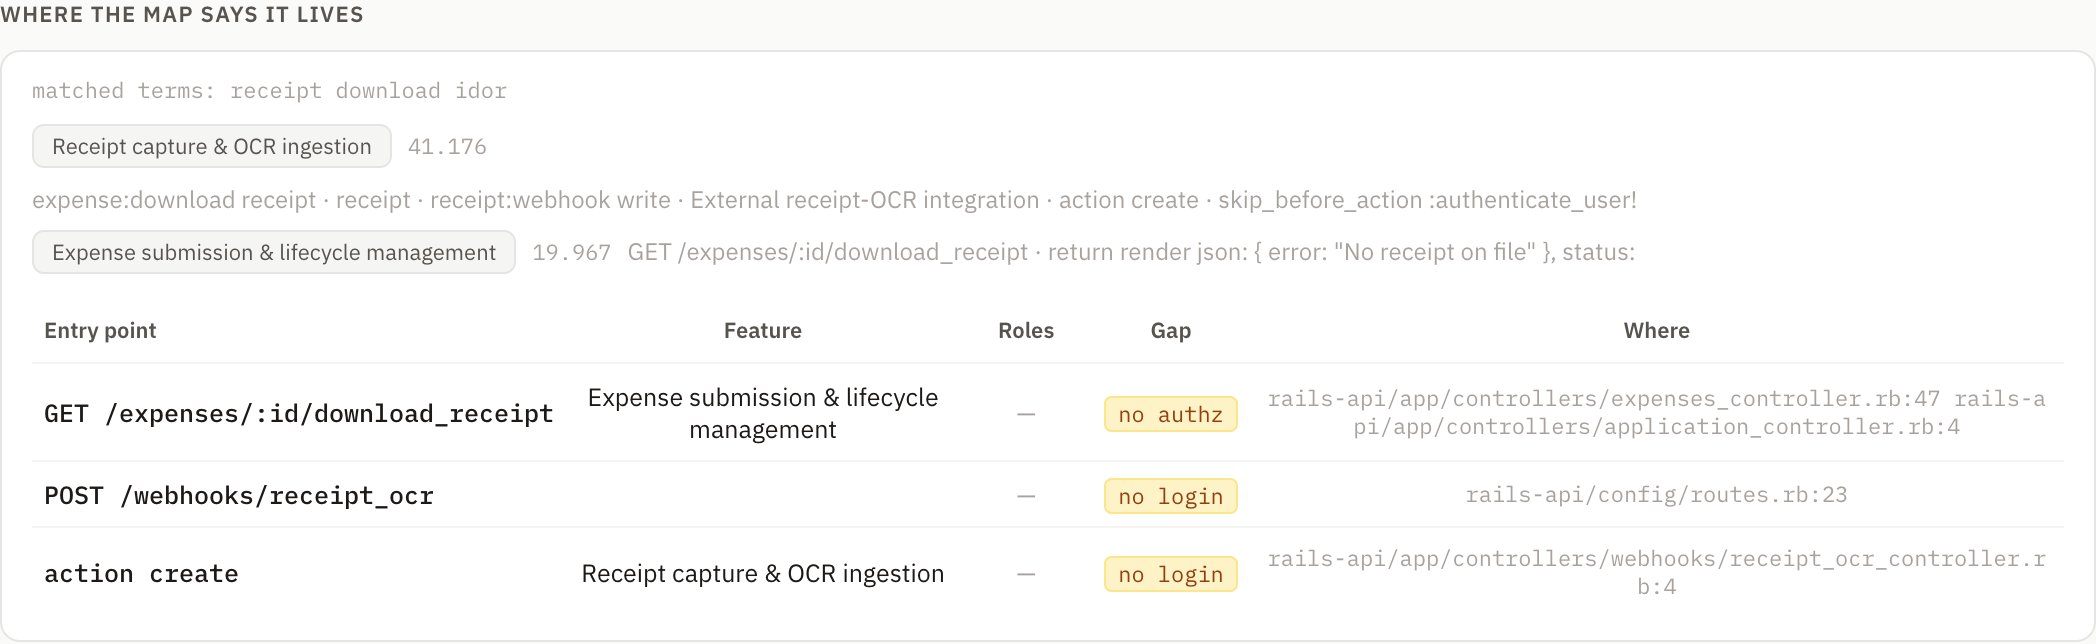 WHERE THE MAP SAYS IT LIVES
matched terms: receipt download idor
Receipt capture & OCR ingestion 41.176
expense:download receipt · receipt · receipt:webhook write · External receipt-OCR integration · action create · skip_before_action :authenticate_user!
Expense submission & lifecycle management 19.967 GET /expenses/:id/download_receipt · return render json: { error: "No receipt on file" }, status:
Entry point Feature Roles Gap Where
GET /expenses/:id/download_receipt Expense submission & lifecycle management — no authz rails-api/app/controllers/expenses_controller.rb:47 rails-api/app/controllers/application_controller.rb:4
POST /webhooks/receipt_ocr — no login rails-api/config/routes.rb:23
action create Receipt capture & OCR ingestion — no login rails-api/app/controllers/webhooks/receipt_ocr_controller.rb:4